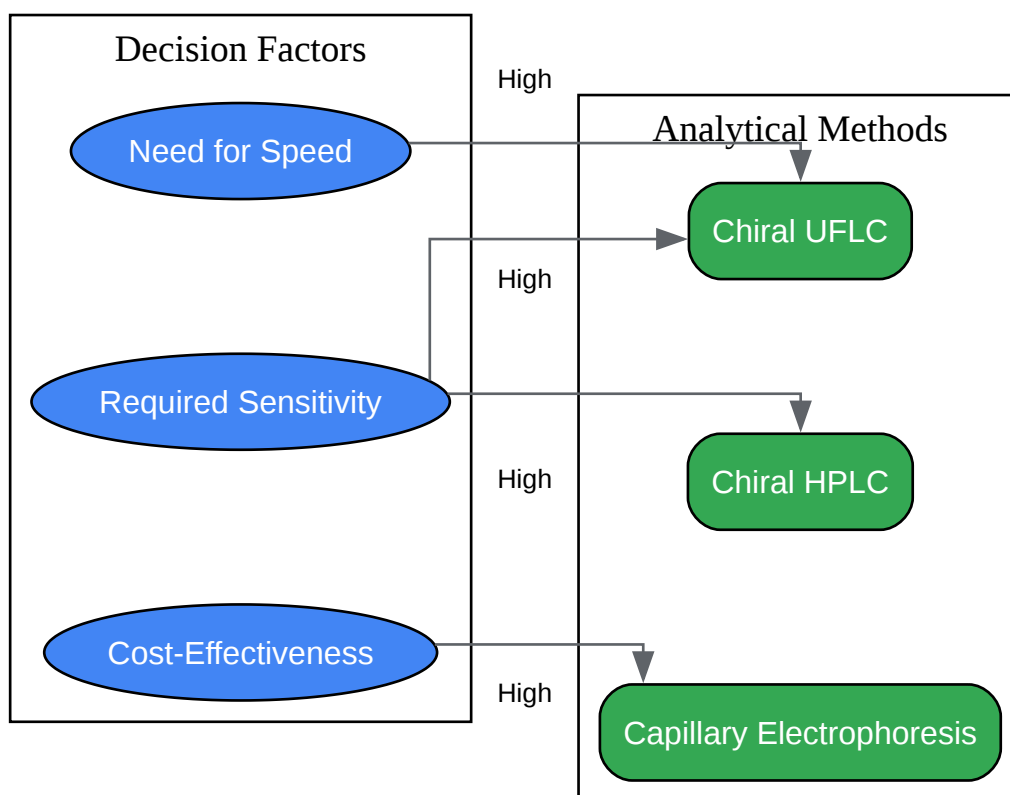 Decision Factors
High
Analytical Methods
Need for Speed
Chiral UFLC
High
Required Sensitivity
High
Chiral HPLC
Cost-Effectiveness
High
Capillary Electrophoresis